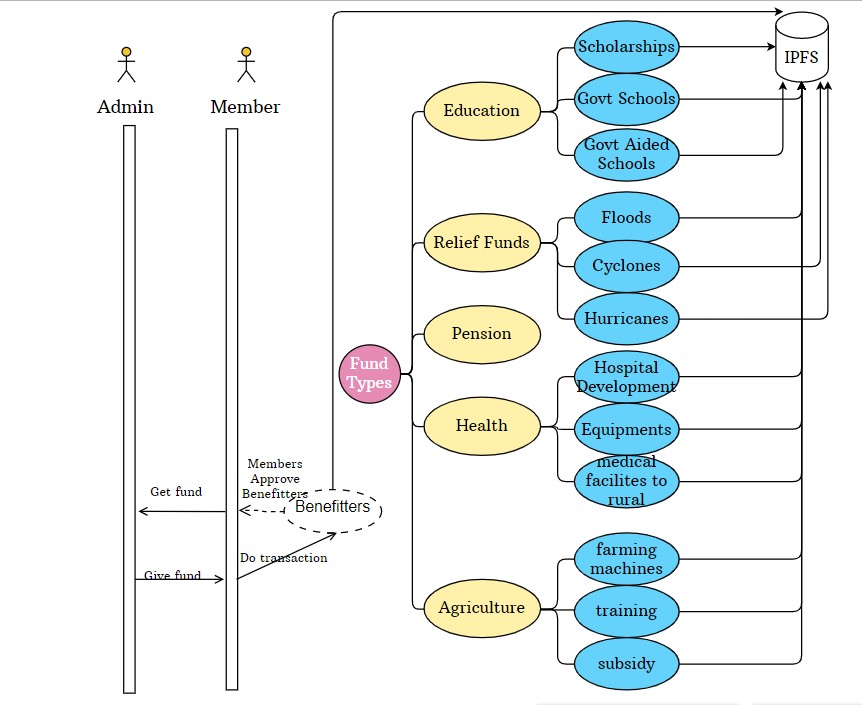 Scholarships
IPFS
Admin
Member
Education
Govt Schools
Govt Aided
Schools
Floods
Relief Funds
Cyclones
Hurricanes
Pension
Fund
Types
Hospital
Development
Health
Equipments
medical
facilites to
rural
Members
Approve
Benefitters
Get fund
Benefitters
Do transaction
Give fund
farming
machines
Agriculture
training
subsidy